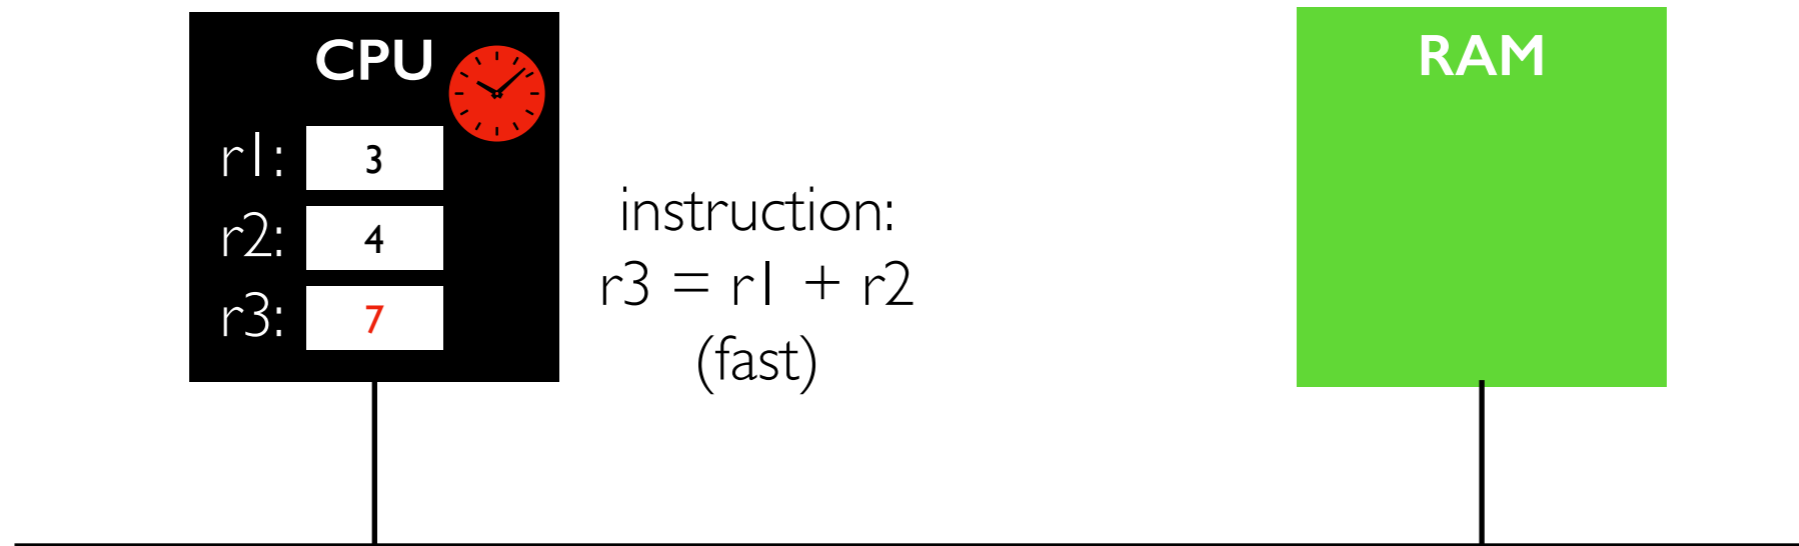 CPU
r1: 3
r2: 4
r3: 7
instruction:
r3 = r1 + r2
(fast)
RAM